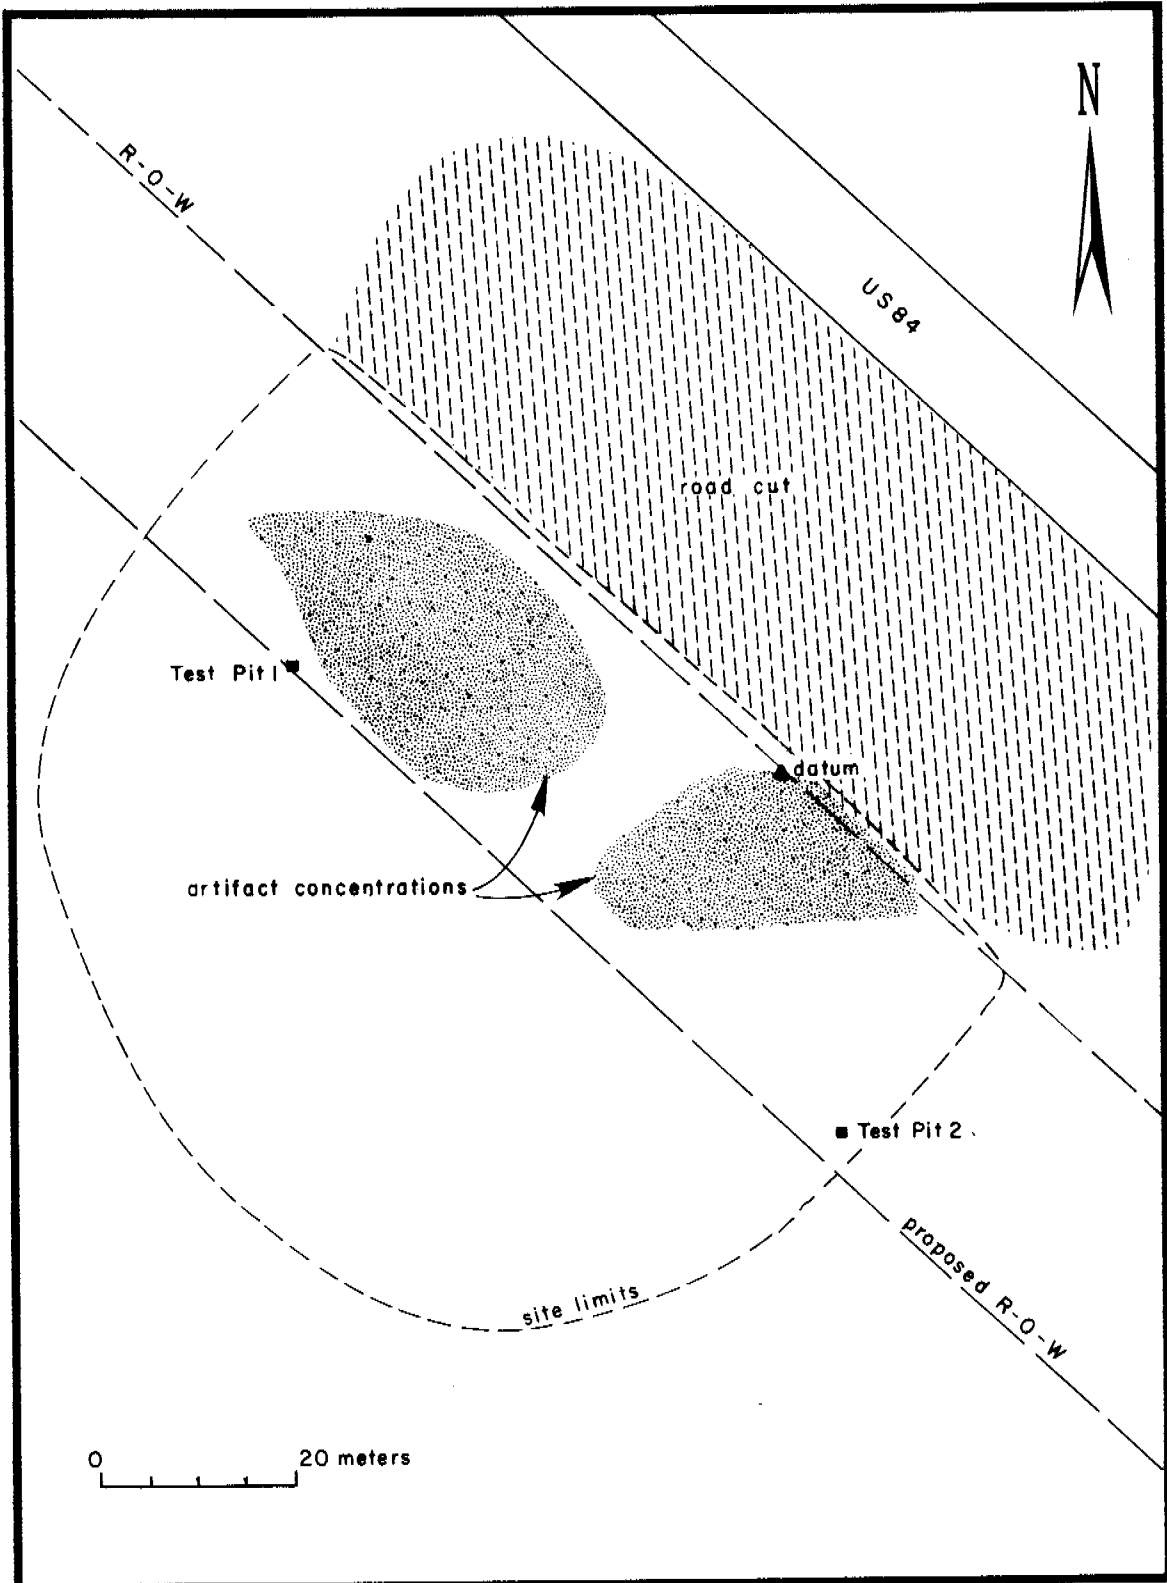 N
R-O-W
US84
road cut
Test Pit 1
datum
artifact concentrations
Test Pit 2
proposed R-O-W
site limits
0 20 meters